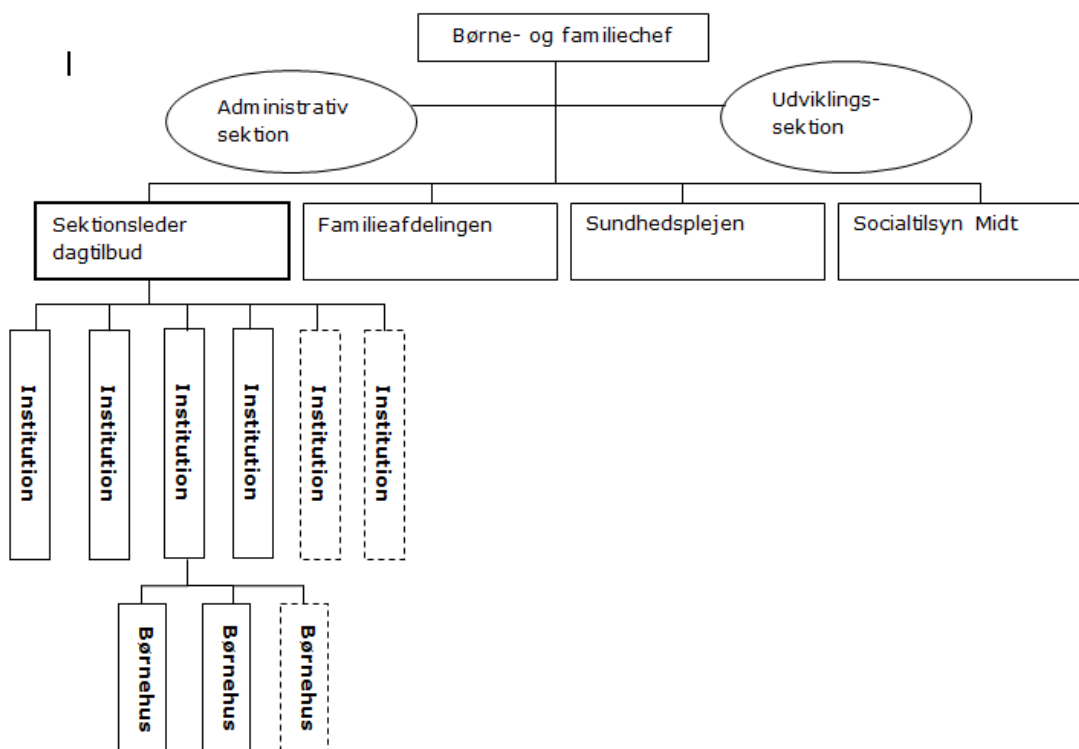 Børne- og familiechef
Administrativ
sektion
Udviklings-
sektion
Sektionsleder
dagtilbud
Familieafdelingen
Sundhedsplejen
Socialtilsyn Midt
Institution
Institution
Institution
Institution
Institution
Institution
Børnehus
Børnehus
Børnehus